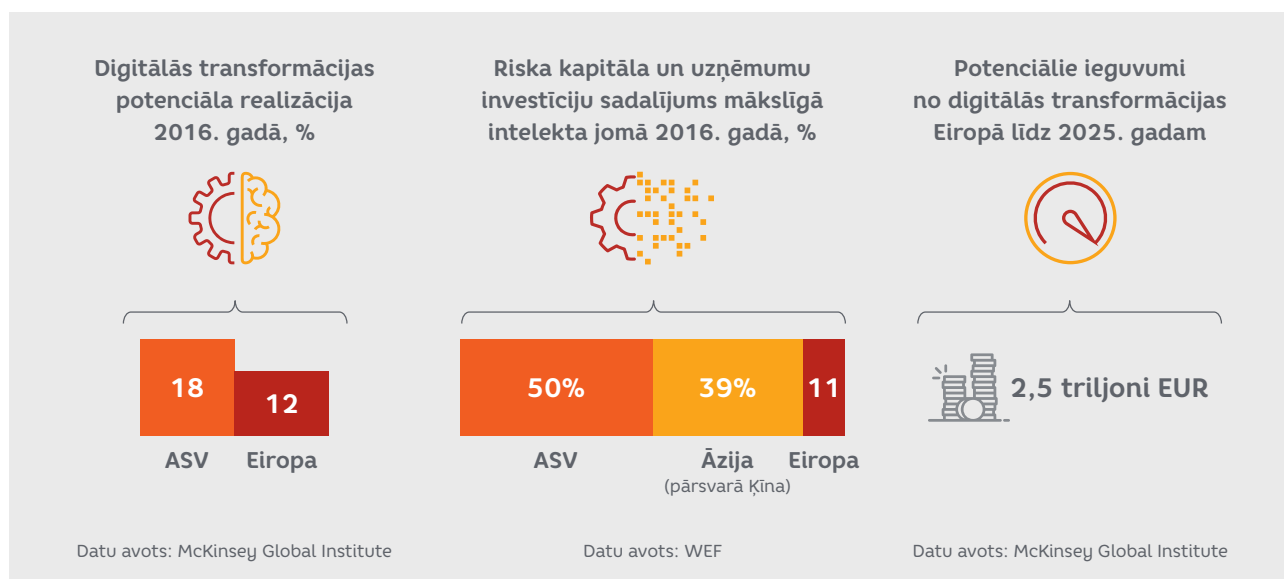 Digitālās transformācijas
potenciāla realizācija
2016. gadā, %
18
12
ASV
Eiropa
Datu avots: McKinsey Global Institute
Riska kapitāla un uzņēmumu
investīciju sadalījums mākslīgā
intelekta jomā 2016. gadā, %
50%
39%
11
ASV
Āzija
(pārsvarā Ķīna)
Eiropa
Datu avots: WEF
Potenciālie ieguvumi
no digitālās transformācijas
Eiropā līdz 2025. gadam
2,5 triljoni EUR
Datu avots: McKinsey Global Institute